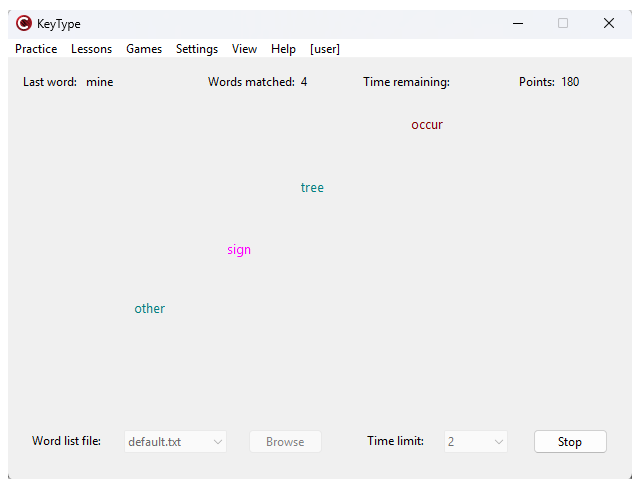 KeyType
Practice Lessons Games Settings View Help [user]
Last word: mine Words matched: 4 Time remaining: Points: 180
occur
tree
sign
other
Word list file: default.txt Browse Time limit: 2 Stop